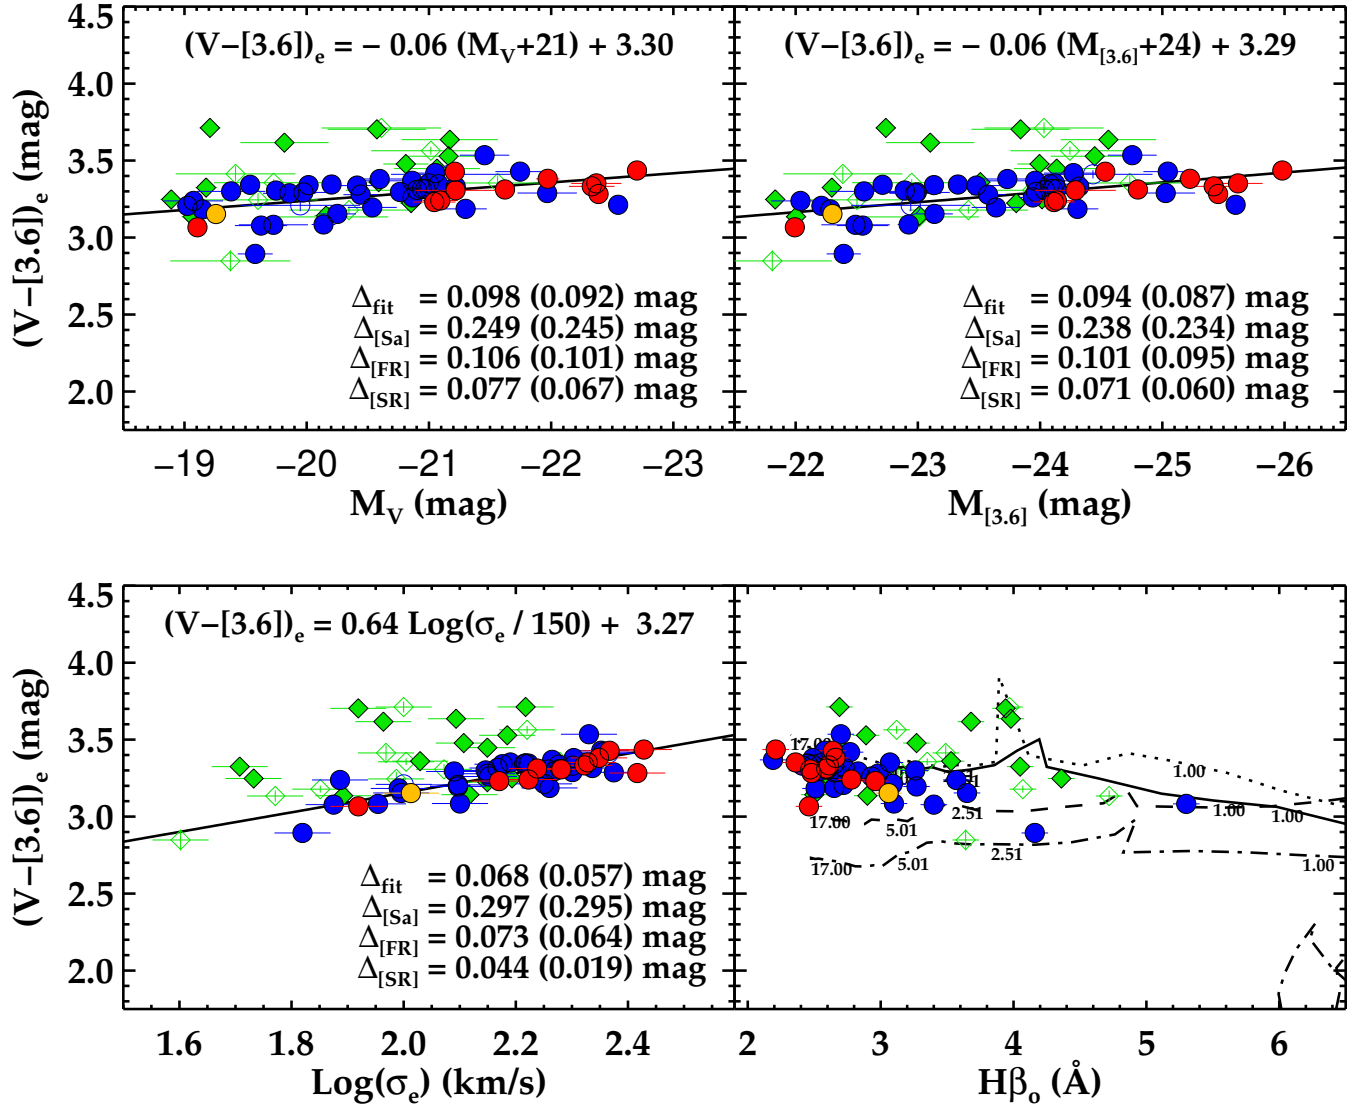 (V−[3.6])e = − 0.06 (MV+21) + 3.30
(V−[3.6])e = − 0.06 (M[3.6]+24) + 3.29
4.5
4.0
3.5
3.0
2.5
2.0
(V−[3.6])e (mag)
Δfit = 0.098 (0.092) mag
Δ[Sa] = 0.249 (0.245) mag
Δ[FR] = 0.106 (0.101) mag
Δ[SR] = 0.077 (0.067) mag
Δfit = 0.094 (0.087) mag
Δ[Sa] = 0.238 (0.234) mag
Δ[FR] = 0.101 (0.095) mag
Δ[SR] = 0.071 (0.060) mag
−19 −20 −21 −22 −23
−22 −23 −24 −25 −26
MV (mag)
M[3.6] (mag)
(V−[3.6])e = 0.64 Log(σe / 150) + 3.27
4.5
4.0
3.5
3.0
2.5
2.0
(V−[3.6])e (mag)
Δfit = 0.068 (0.057) mag
Δ[Sa] = 0.297 (0.295) mag
Δ[FR] = 0.073 (0.064) mag
Δ[SR] = 0.044 (0.019) mag
17.00
1.00
17.00 5.01 2.51 1.00 1.00
17.00 5.01 2.51 1.00
1.6 1.8 2.0 2.2 2.4
2 3 4 5 6
Log(σe) (km/s)
Hβo (Å)